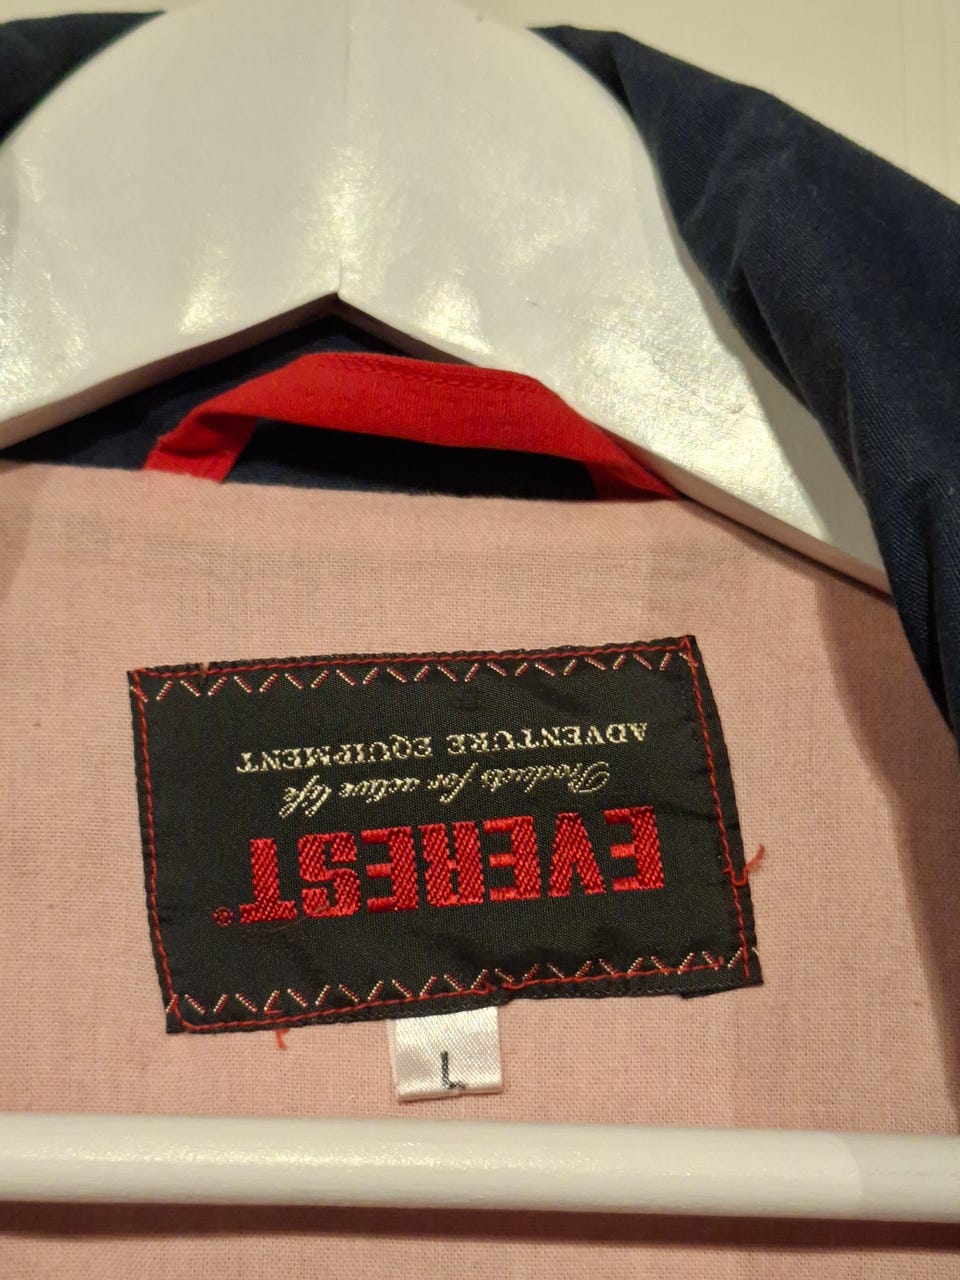 EVEREST®
Products for active life
ADVENTURE EQUIPMENT
L